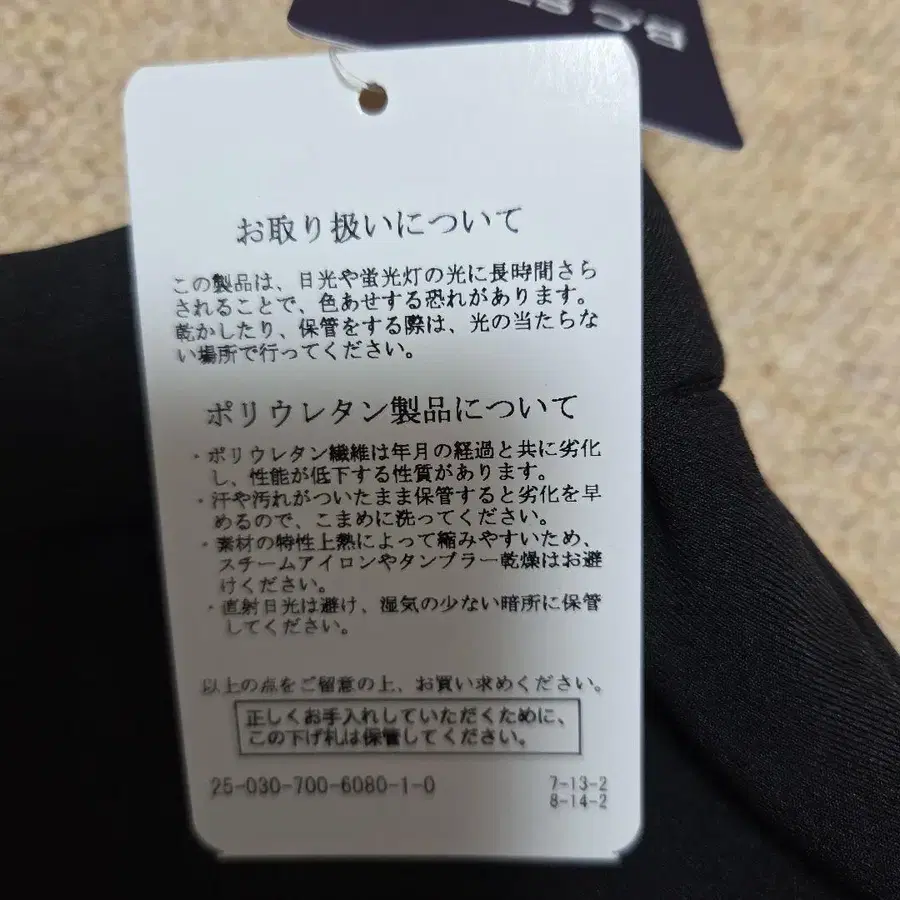 B.C S
お取り扱いについて
この製品は、日光や蛍光灯の光に長時間さら
されることで、色あせする恐れがあります。
乾かしたり、保管をする際は、光の当たらな
い場所で行ってください。
ポリウレタン製品について
・ポリウレタン繊維は年月の経過と共に劣化
し、性能が低下する性質があります。
・汗や汚れがついたまま保管すると劣化を早
めるので、こまめに洗ってください。
・素材の特性上熱によって縮みやすいため、
スチームアイロンやタンブラー乾燥はお避
けください。
・直射日光は避け、湿気の少ない暗所に保管
してください。
以上の点をご留意の上、お買い求めください。
正しくお手入れしていただくために、
この下げ札は保管してください。
25-030-700-6080-1-0
7-13-2
8-14-2